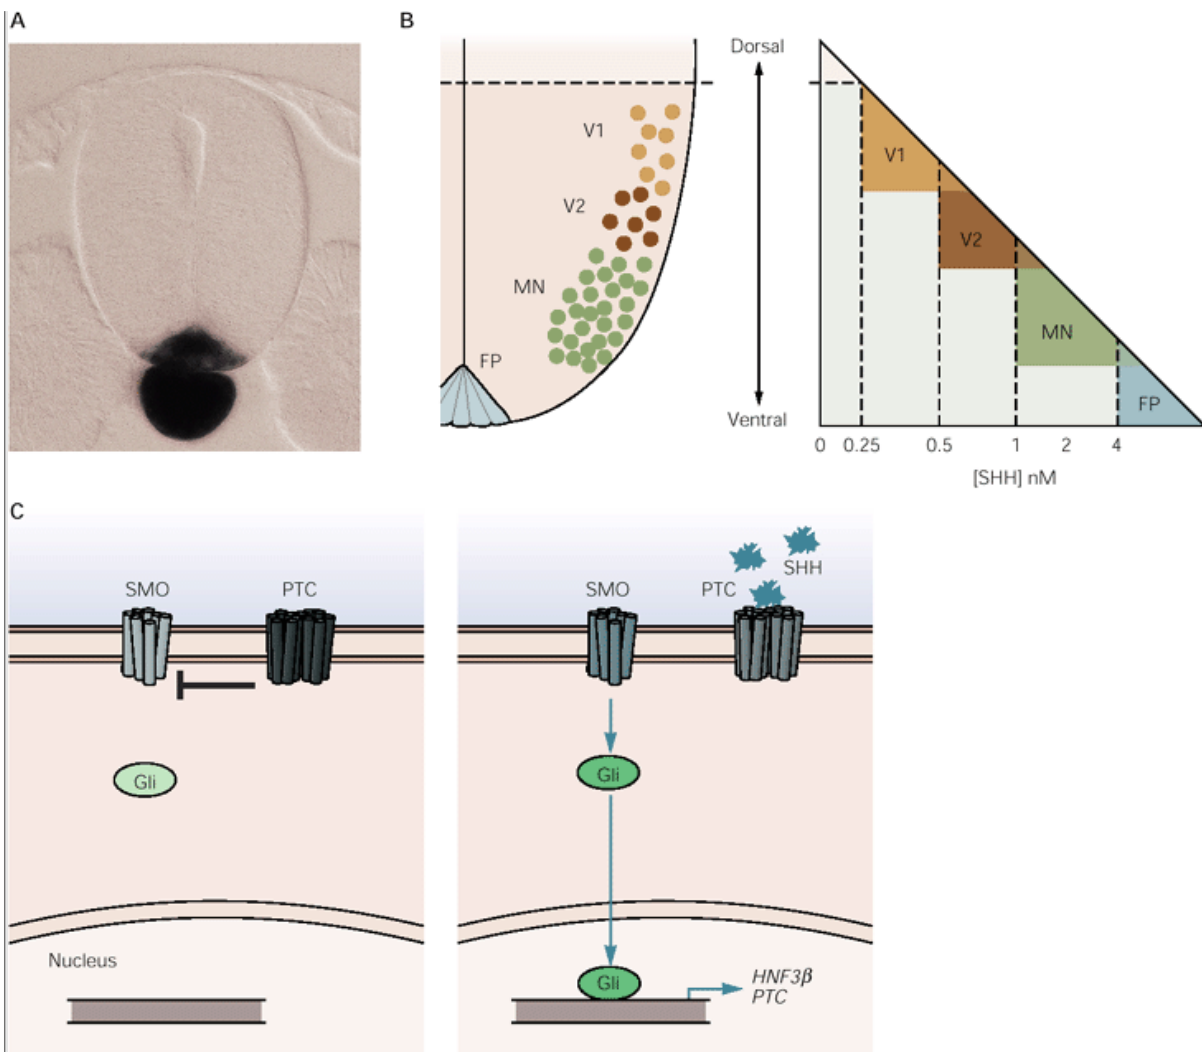 A
B
Dorsal
V1
V2
MN
FP
Ventral
V1
V2
MN
FP
0 0.25 0.5 1 2 4
[SHH] nM
C
SMO
PTC
Gli
Nucleus
SMO
PTC
SHH
Gli
Gli
HNF3β
PTC